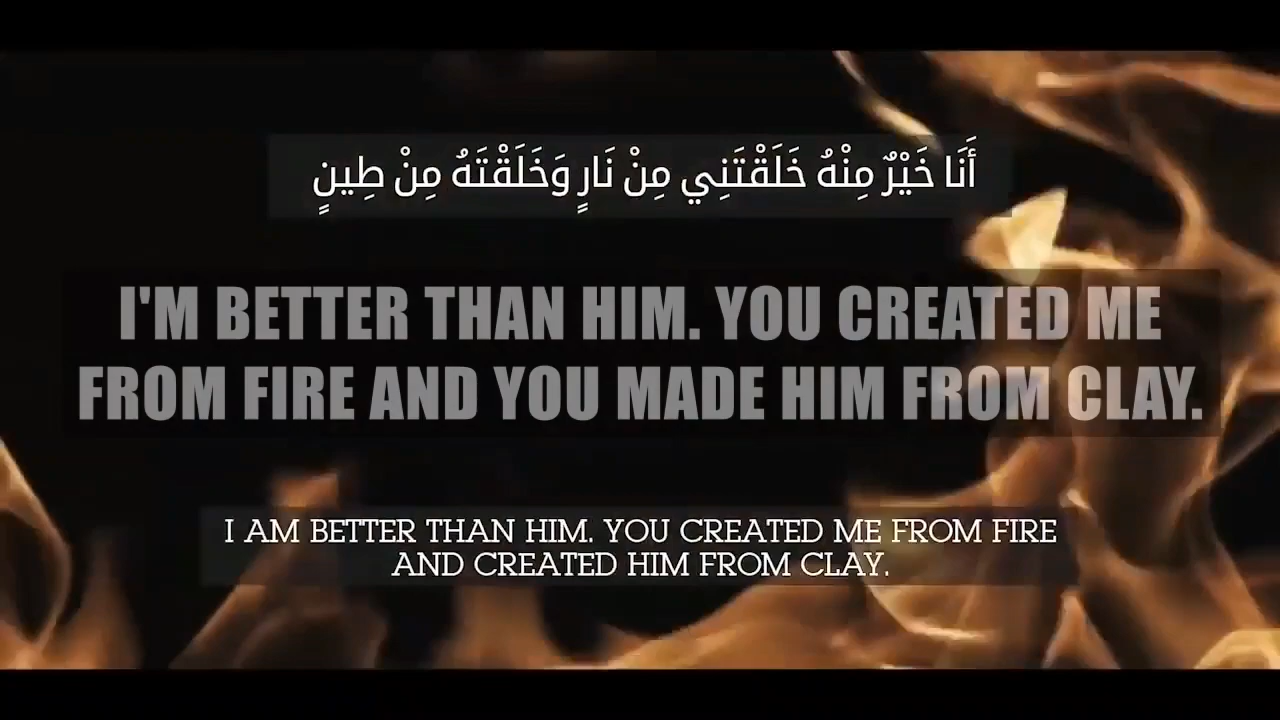 أَنَا خَيْرٌ مِنْهُ خَلَقْتَنِي مِنْ نَارٍ وَخَلَقْتَهُ مِنْ طِينٍ
I'M BETTER THAN HIM. YOU CREATED ME
FROM FIRE AND YOU MADE HIM FROM CLAY.
I AM BETTER THAN HIM. YOU CREATED ME FROM FIRE
AND CREATED HIM FROM CLAY.